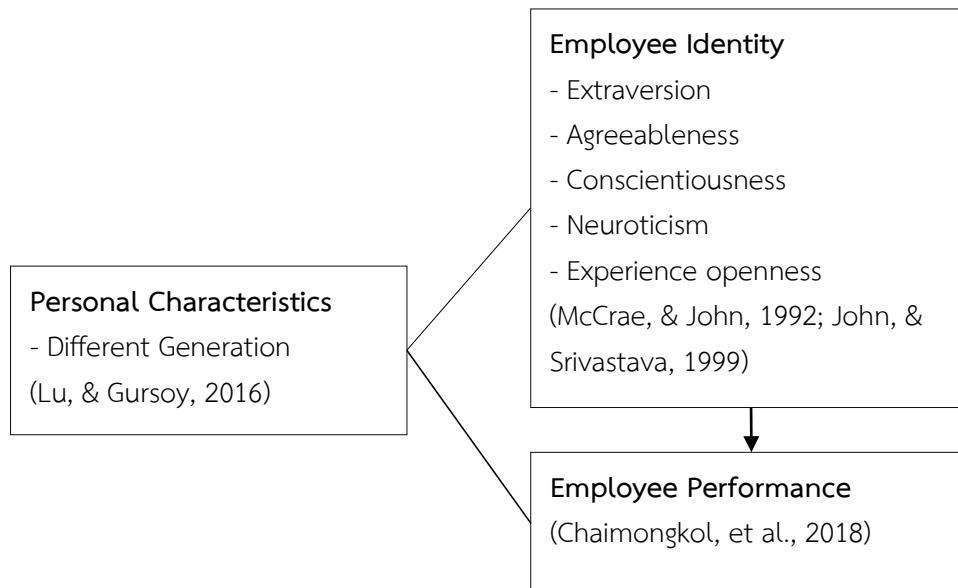 Employee Identity
- Extraversion
- Agreeableness
- Conscientiousness
- Neuroticism
- Experience openness
(McCrae, & John, 1992; John, &
Srivastava, 1999)
Personal Characteristics
- Different Generation
(Lu, & Gursoy, 2016)
Employee Performance
(Chaimongkol, et al., 2018)